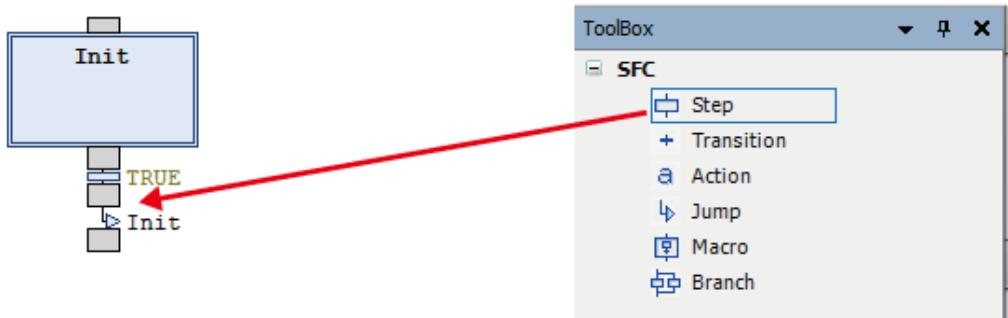 Init
TRUE
Init
ToolBox
SFC
Step
Transition
Action
Jump
Macro
Branch